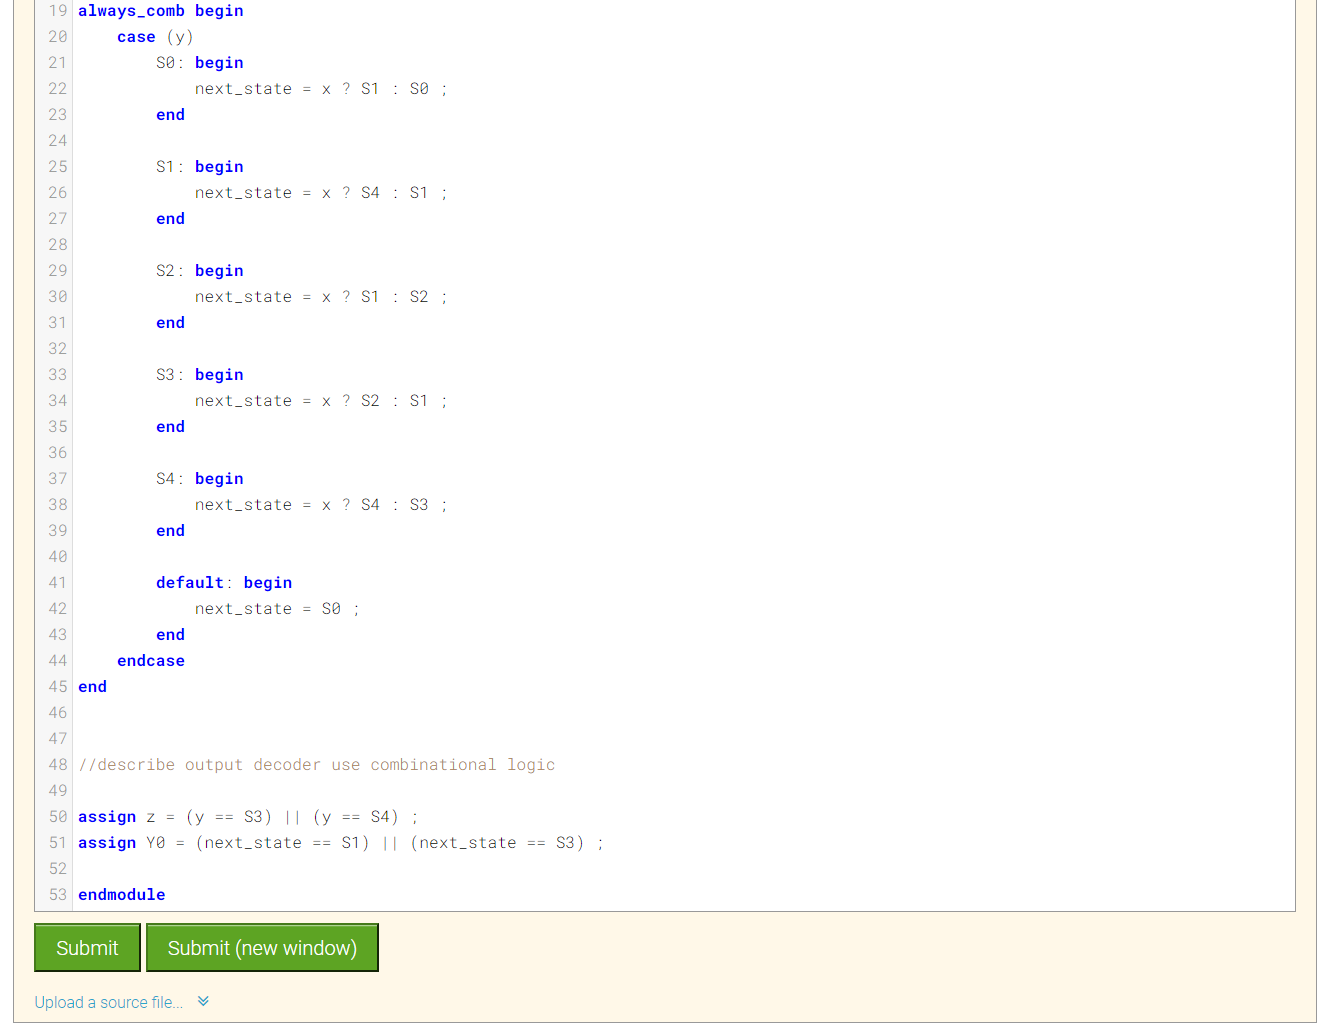 19 always_comb begin
20     case (y)
21         S0: begin
22             next_state = x ? S1 : S0 ;
23         end
24
25         S1: begin
26             next_state = x ? S4 : S1 ;
27         end
28
29         S2: begin
30             next_state = x ? S1 : S2 ;
31         end
32
33         S3: begin
34             next_state = x ? S2 : S1 ;
35         end
36
37         S4: begin
38             next_state = x ? S4 : S3 ;
39         end
40
41         default: begin
42             next_state = S0 ;
43         end
44     endcase
45 end
46
47
48 //describe output decoder use combinational logic
49
50 assign z = (y == S3) || (y == S4) ;
51 assign Y0 = (next_state == S1) || (next_state == S3) ;
52
53 endmodule
Submit Submit (new window)
Upload a source file...